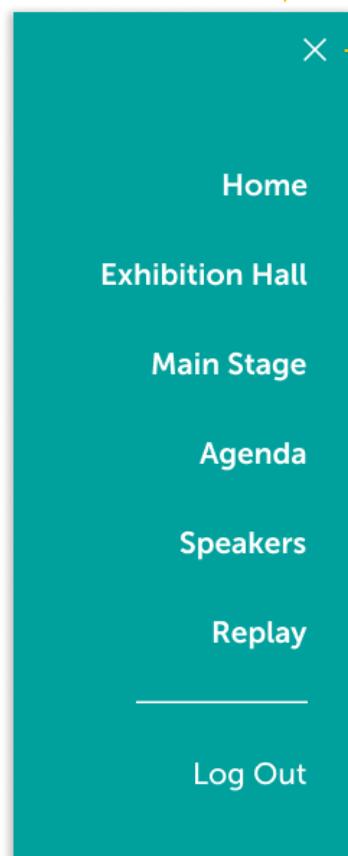 Home
Exhibition Hall
Main Stage
Agenda
Speakers
Replay
Log Out